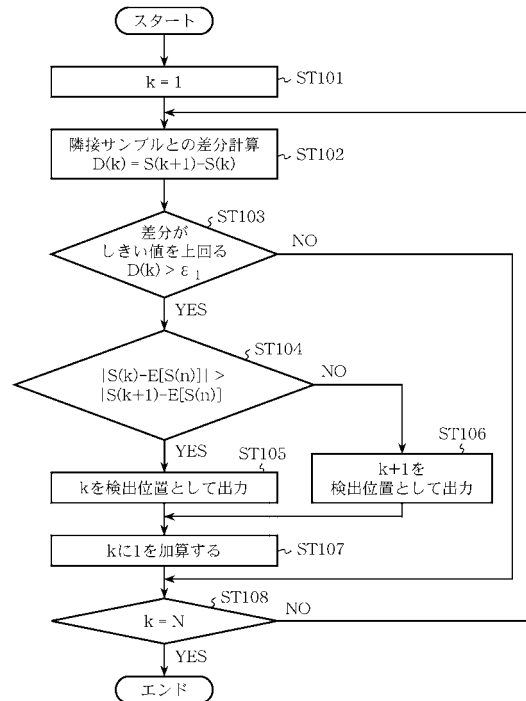 スタート
k = 1
ST101
隣接サンプルとの差分計算
D(k) = S(k+1)−S(k)
ST102
ST103
差分が
しきい値を上回る
D(k) > ε1
NO
YES
ST104
|S(k)−E[S(n)]| >
|S(k+1)−E[S(n)]
NO
YES
ST105
kを検出位置として出力
ST106
k+1を
検出位置として出力
kに1を加算する
ST107
ST108
k = N
NO
YES
エンド